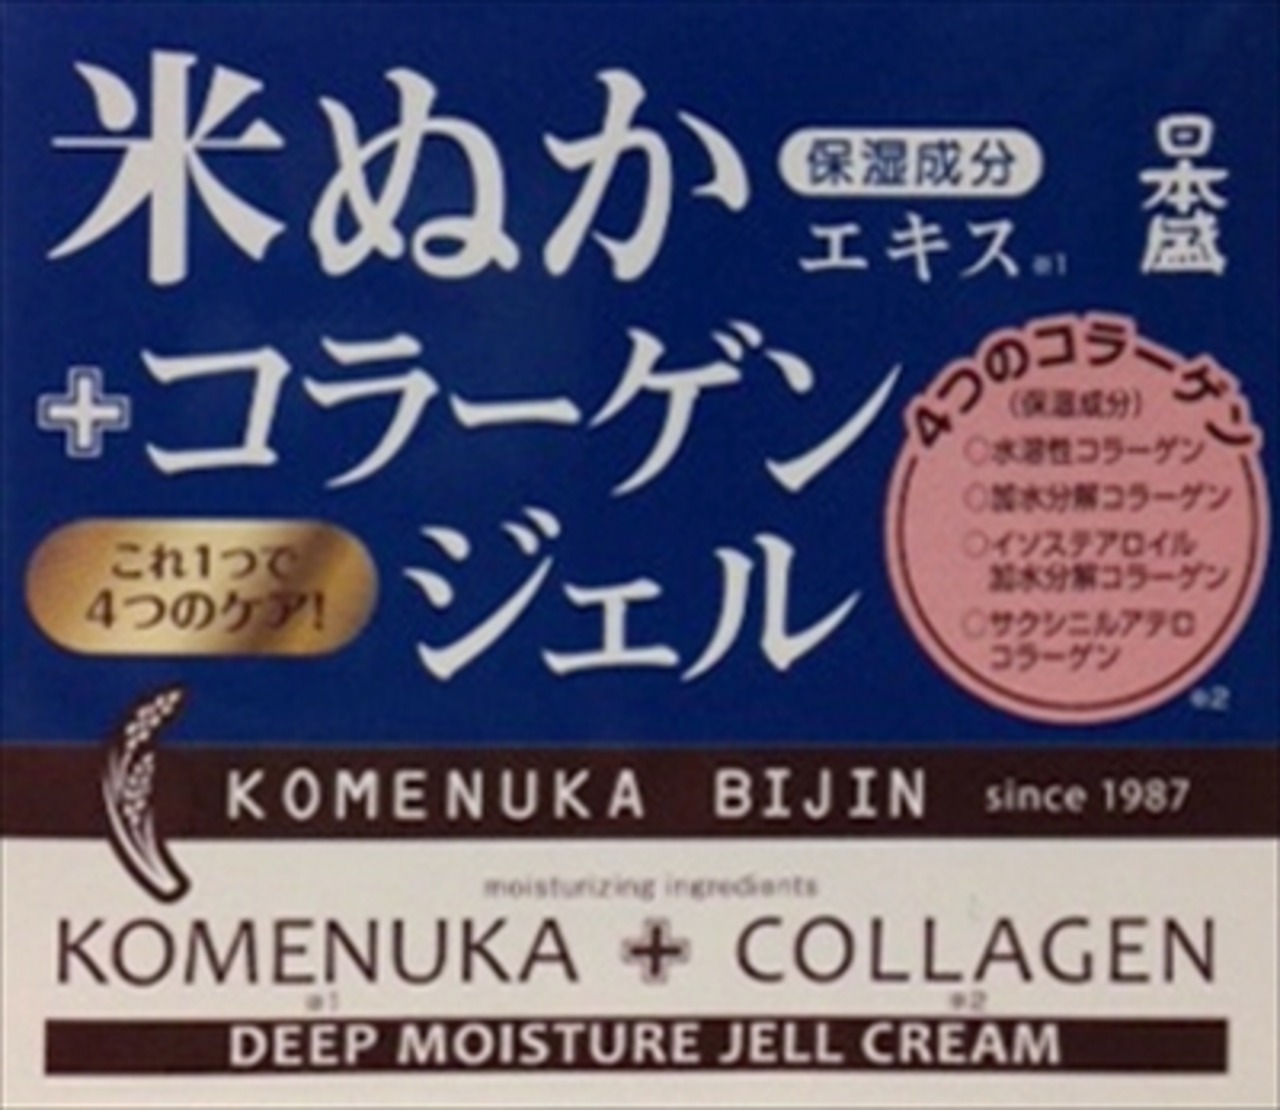 米ぬか
保湿成分
エキス※1
日本盛
+コラーゲン
ジェル
これ1つで
4つのケア!
4つのコラーゲン
(保湿成分)
○水溶性コラーゲン
○加水分解コラーゲン
○イソステアロイル
加水分解コラーゲン
○サクシニルアテロ
コラーゲン
※2
KOMENUKA BIJIN since 1987
moisturizing ingredients
KOMENUKA + COLLAGEN
※1 ※2
DEEP MOISTURE JELL CREAM